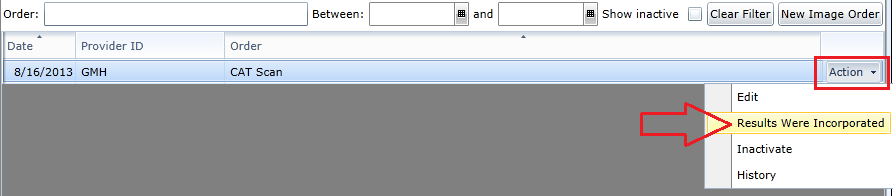 Order: Between: and Show inactive Clear Filter New Image Order
Date Provider ID Order
8/16/2013 GMH CAT Scan Action
Edit
Results Were Incorporated
Inactivate
History